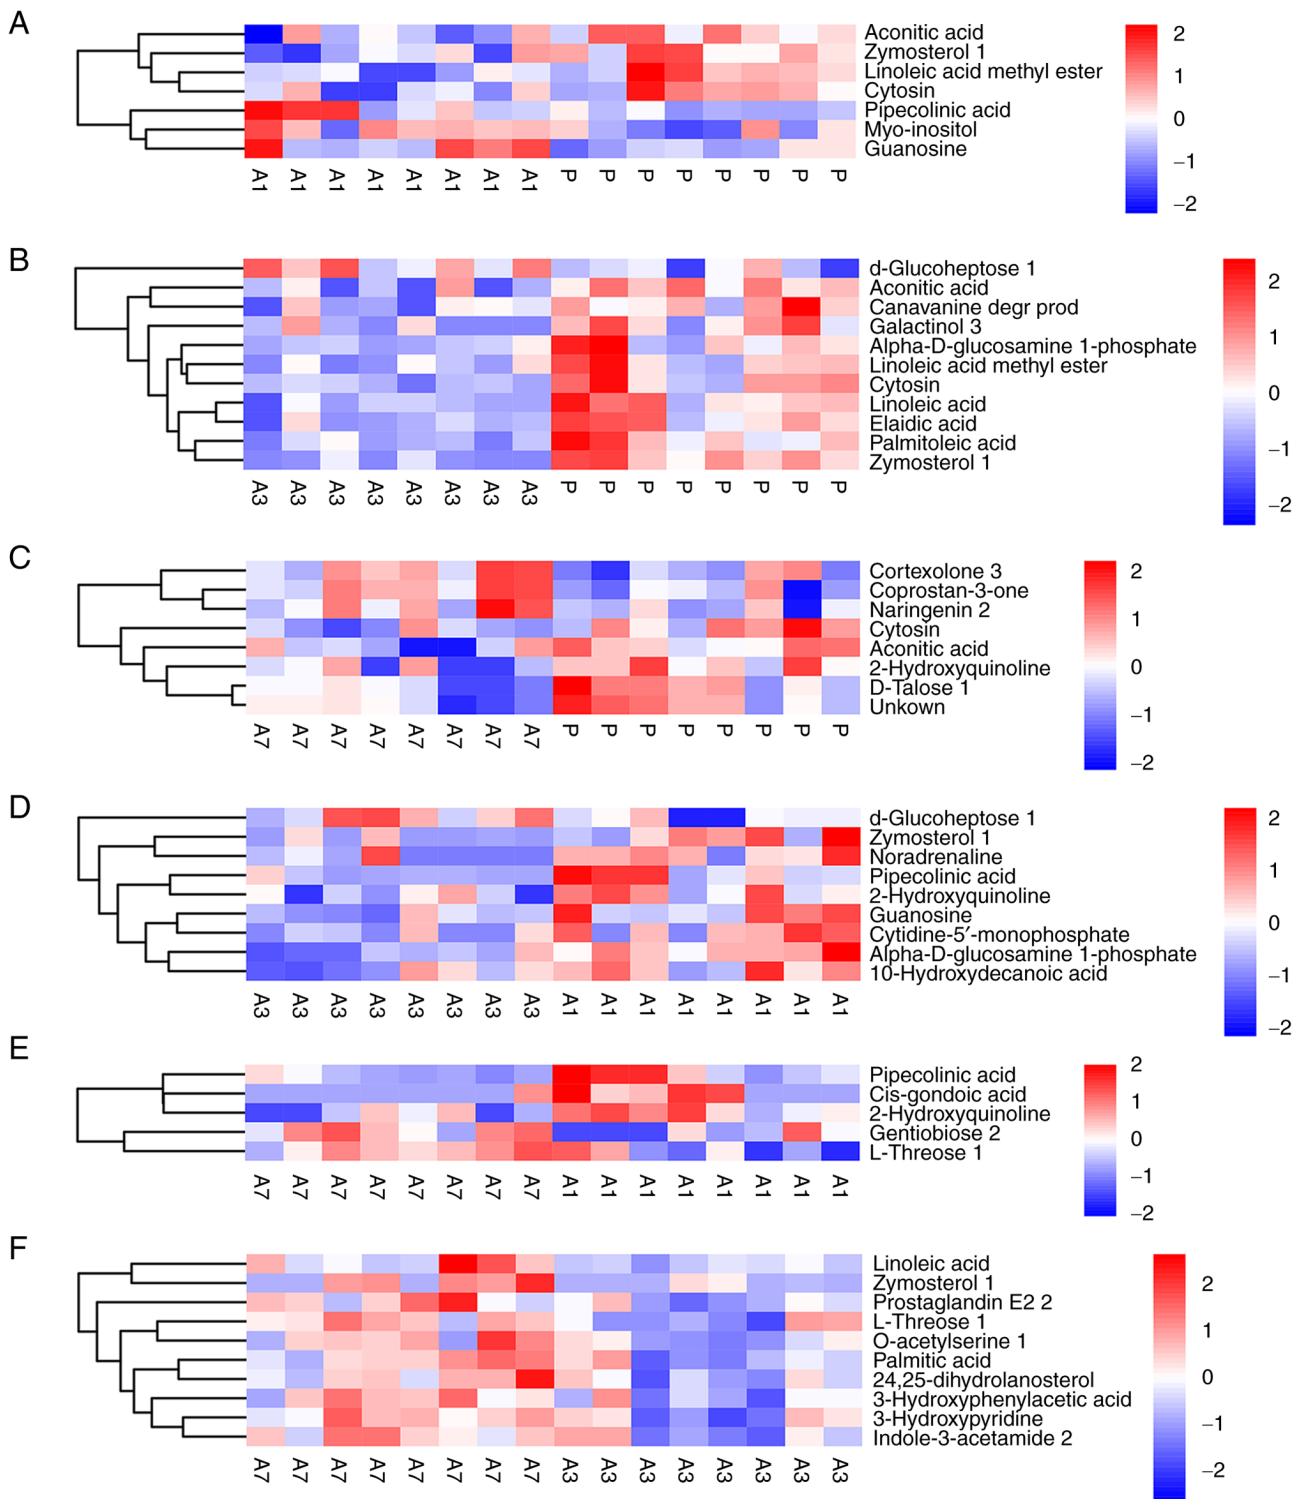 A
Aconitic acid
Zymosterol 1
Linoleic acid methyl ester
Cytosin
Pipecolinic acid
Myo-inositol
Guanosine
2
1
0
−1
−2
A1 A1 A1 A1 A1 A1 A1 A1 P P P P P P P P
B
d-Glucoheptose 1
Aconitic acid
Canavanine degr prod
Galactinol 3
Alpha-D-glucosamine 1-phosphate
Linoleic acid methyl ester
Cytosin
Linoleic acid
Elaidic acid
Palmitoleic acid
Zymosterol 1
2
1
0
−1
−2
A3 A3 A3 A3 A3 A3 A3 A3 P P P P P P P P
C
Cortexolone 3
Coprostan-3-one
Naringenin 2
Cytosin
Aconitic acid
2-Hydroxyquinoline
D-Talose 1
Unkown
2
1
0
−1
−2
A7 A7 A7 A7 A7 A7 A7 A7 P P P P P P P P
D
d-Glucoheptose 1
Zymosterol 1
Noradrenaline
Pipecolinic acid
2-Hydroxyquinoline
Guanosine
Cytidine-5′-monophosphate
Alpha-D-glucosamine 1-phosphate
10-Hydroxydecanoic acid
2
1
0
−1
−2
A3 A3 A3 A3 A3 A3 A3 A3 A1 A1 A1 A1 A1 A1 A1 A1
E
Pipecolinic acid
Cis-gondoic acid
2-Hydroxyquinoline
Gentiobiose 2
L-Threose 1
2
1
0
−1
−2
A7 A7 A7 A7 A7 A7 A7 A7 A1 A1 A1 A1 A1 A1 A1 A1
F
Linoleic acid
Zymosterol 1
Prostaglandin E2 2
L-Threose 1
O-acetylserine 1
Palmitic acid
24,25-dihydrolanosterol
3-Hydroxyphenylacetic acid
3-Hydroxypyridine
Indole-3-acetamide 2
2
1
0
−1
−2
A7 A7 A7 A7 A7 A7 A7 A7 A3 A3 A3 A3 A3 A3 A3 A3